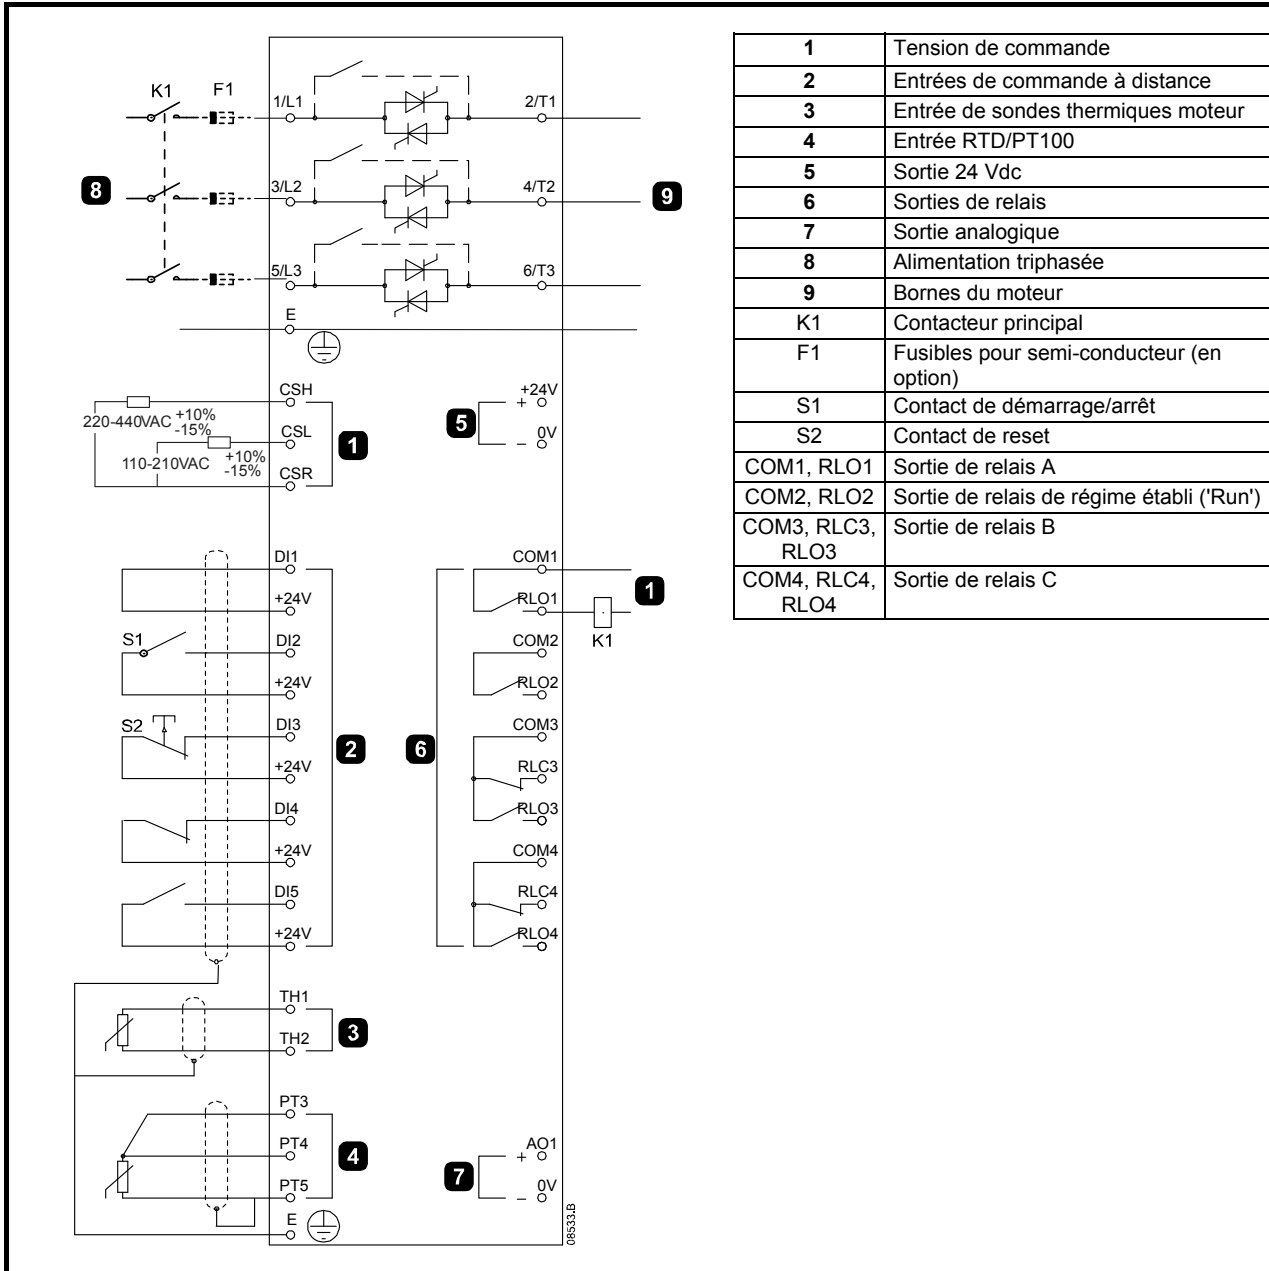 K1 F1
1/L1 2/T1
8 3/L2 4/T2 9
5/L3 6/T3
E
CSH +24V
220-440VAC +10% -15% + 5
CSL 0V
1 −
110-210VAC +10% -15%
CSR
DI1 COM1
+24V RLO1 1
K1
S1 DI2 COM2
+24V RLO2
S2 DI3 COM3
2 6
+24V RLC3
DI4 RLO3
+24V COM4
DI5 RLC4
+24V RLO4
TH1
3
TH2
PT3
PT4 AO1
4 + 7
PT5 0V
−
E
08533.B
1 Tension de commande
2 Entrées de commande à distance
3 Entrée de sondes thermiques moteur
4 Entrée RTD/PT100
5 Sortie 24 Vdc
6 Sorties de relais
7 Sortie analogique
8 Alimentation triphasée
9 Bornes du moteur
K1 Contacteur principal
F1 Fusibles pour semi-conducteur (en
option)
S1 Contact de démarrage/arrêt
S2 Contact de reset
COM1, RLO1 Sortie de relais A
COM2, RLO2 Sortie de relais de régime établi ('Run')
COM3, RLC3, Sortie de relais B
RLO3
COM4, RLC4, Sortie de relais C
RLO4